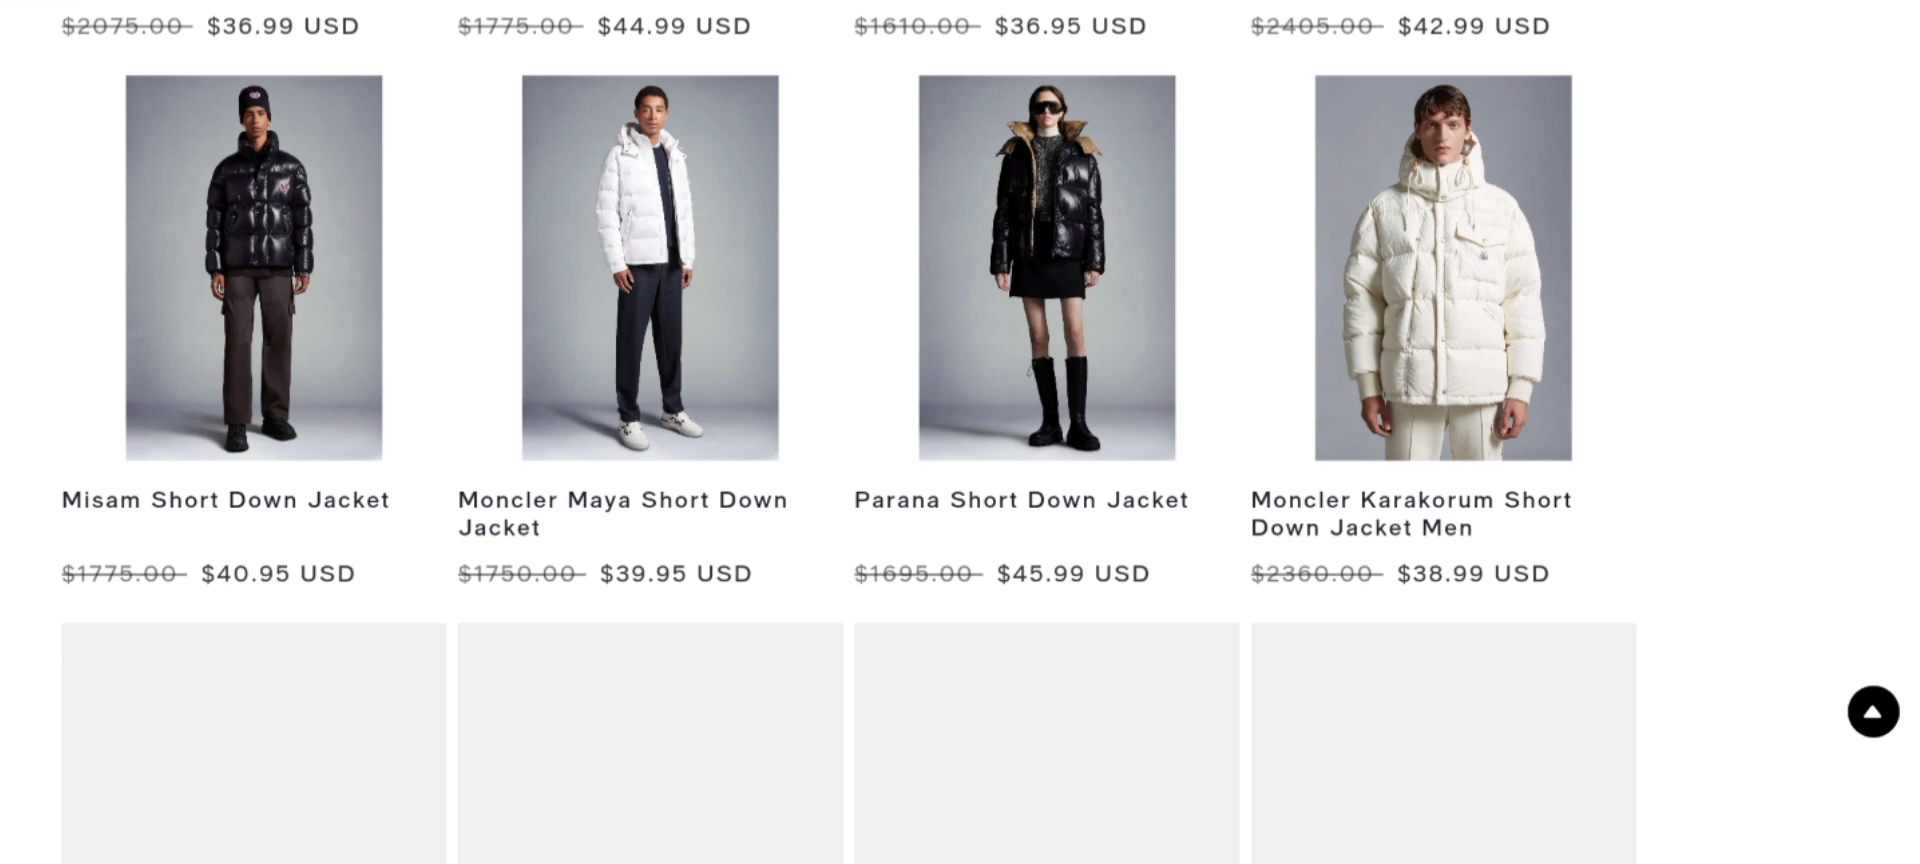 $2075.00 $36.99 USD
$1775.00 $44.99 USD
$1610.00 $36.95 USD
$2405.00 $42.99 USD
Misam Short Down Jacket
$1775.00 $40.95 USD
Moncler Maya Short Down
Jacket
$1750.00 $39.95 USD
Parana Short Down Jacket
$1695.00 $45.99 USD
Moncler Karakorum Short
Down Jacket Men
$2360.00 $38.99 USD